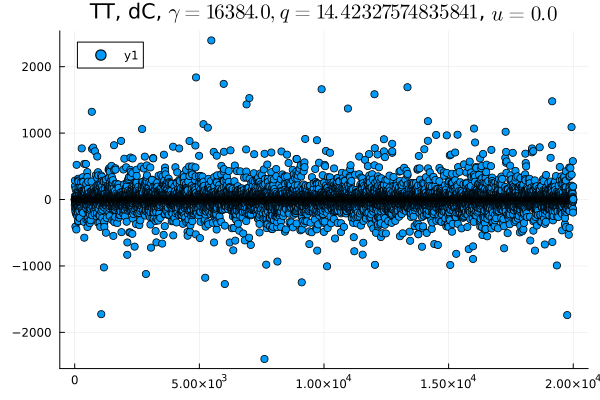 TT, dC, γ = 16384.0, q = 14.42327574835841, u = 0.0
y1
2000
1000
0
−1000
−2000
0 5.00×10³ 1.00×10⁴ 1.50×10⁴ 2.00×10⁴